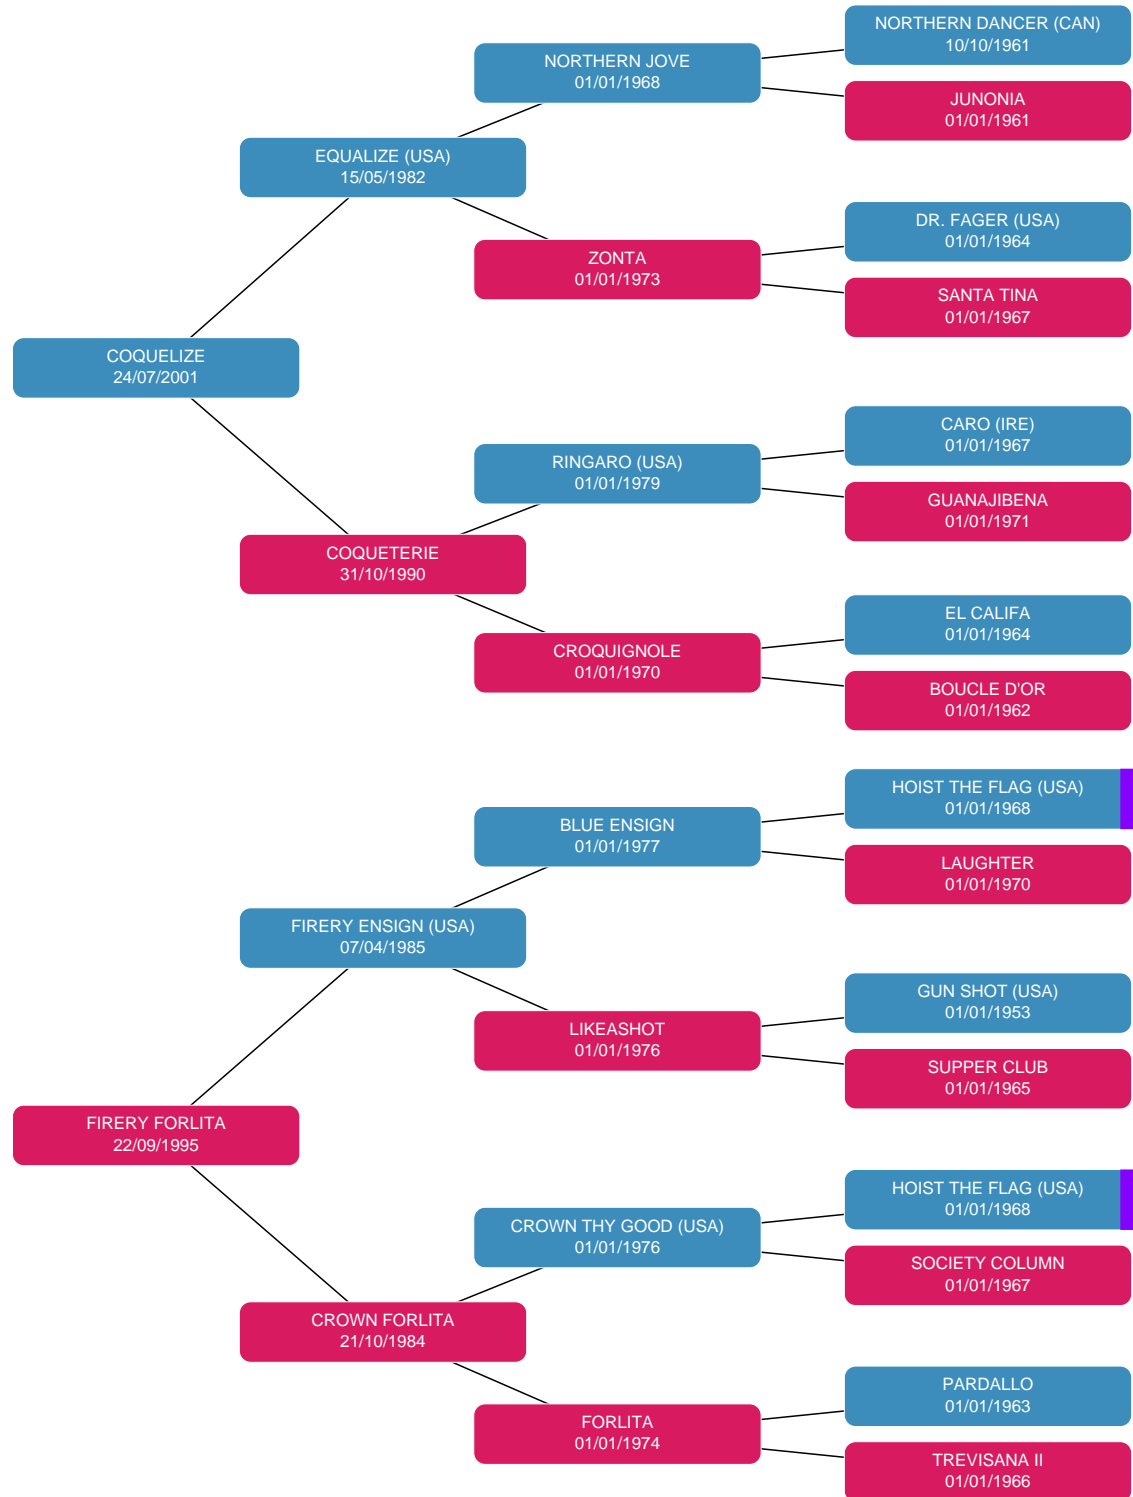 NORTHERN DANCER (CAN)
10/10/1961
NORTHERN JOVE
01/01/1968
JUNONIA
01/01/1961
EQUALIZE (USA)
15/05/1982
DR. FAGER (USA)
01/01/1964
ZONTA
01/01/1973
SANTA TINA
01/01/1967
COQUELIZE
24/07/2001
CARO (IRE)
01/01/1967
RINGARO (USA)
01/01/1979
GUANAJIBENA
01/01/1971
COQUETERIE
31/10/1990
EL CALIFA
01/01/1964
CROQUIGNOLE
01/01/1970
BOUCLE D'OR
01/01/1962
HOIST THE FLAG (USA)
01/01/1968
BLUE ENSIGN
01/01/1977
LAUGHTER
01/01/1970
FIRERY ENSIGN (USA)
07/04/1985
GUN SHOT (USA)
01/01/1953
LIKEASHOT
01/01/1976
SUPPER CLUB
01/01/1965
FIRERY FORLITA
22/09/1995
HOIST THE FLAG (USA)
01/01/1968
CROWN THY GOOD (USA)
01/01/1976
SOCIETY COLUMN
01/01/1967
CROWN FORLITA
21/10/1984
PARDALLO
01/01/1963
FORLITA
01/01/1974
TREVISANA II
01/01/1966